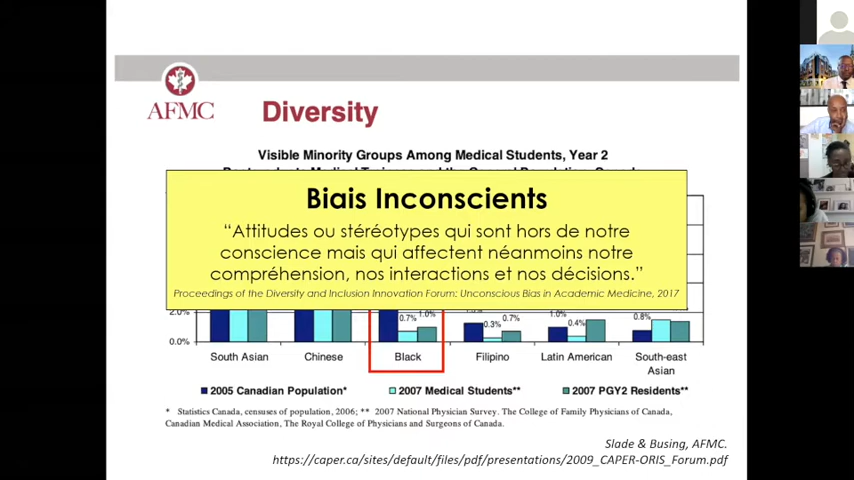 AFMC
Diversity
Visible Minority Groups Among Medical Students, Year 2
Biais Inconscients
“Attitudes ou stéréotypes qui sont hors de notre
conscience mais qui affectent néanmoins notre
compréhension, nos interactions et nos décisions.”
Proceedings of the Diversity and Inclusion Innovation Forum: Unconscious Bias in Academic Medicine, 2017
2.0%
0.7% 1.0% 0.3% 0.7% 1.0% 0.4% 0.8%
0.0%
South Asian Chinese Black Filipino Latin American South-east
Asian
2005 Canadian Population* 2007 Medical Students** 2007 PGY2 Residents**
* Statistics Canada, censuses of population, 2006; ** 2007 National Physician Survey. The College of Family Physicians of Canada,
Canadian Medical Association, The Royal College of Physicians and Surgeons of Canada.
Slade & Busing, AFMC.
https://caper.ca/sites/default/files/pdf/presentations/2009_CAPER-ORIS_Forum.pdf